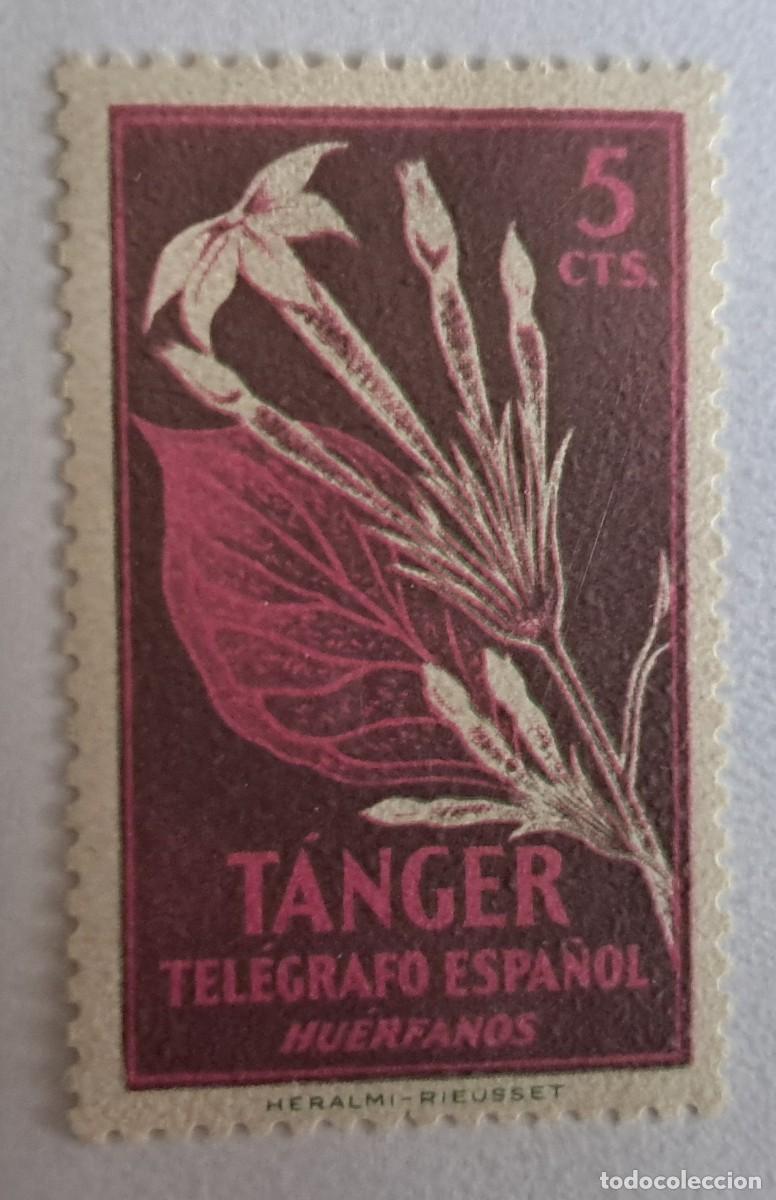 5
CTS.
TÁNGER
TELÉGRAFO ESPAÑOL
HUÉRFANOS
HERALMI-RIEUSSET
todocoleccion